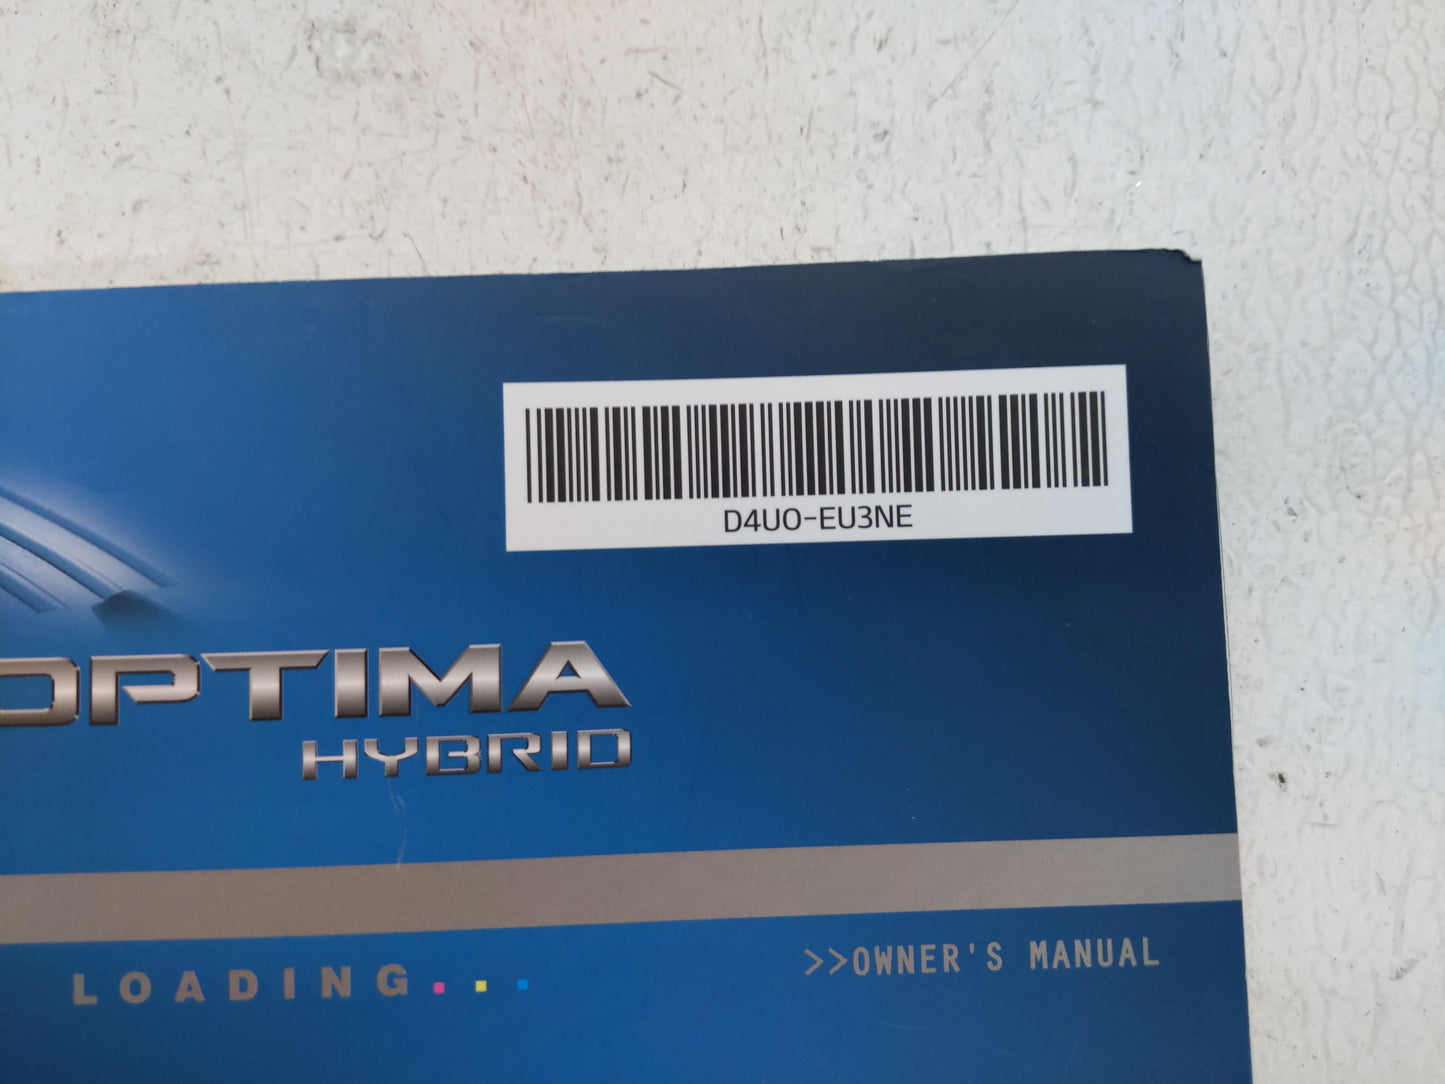 D4U0-EU3NE
OPTIMA
HYBRID
LOADING...
>>OWNER'S MANUAL